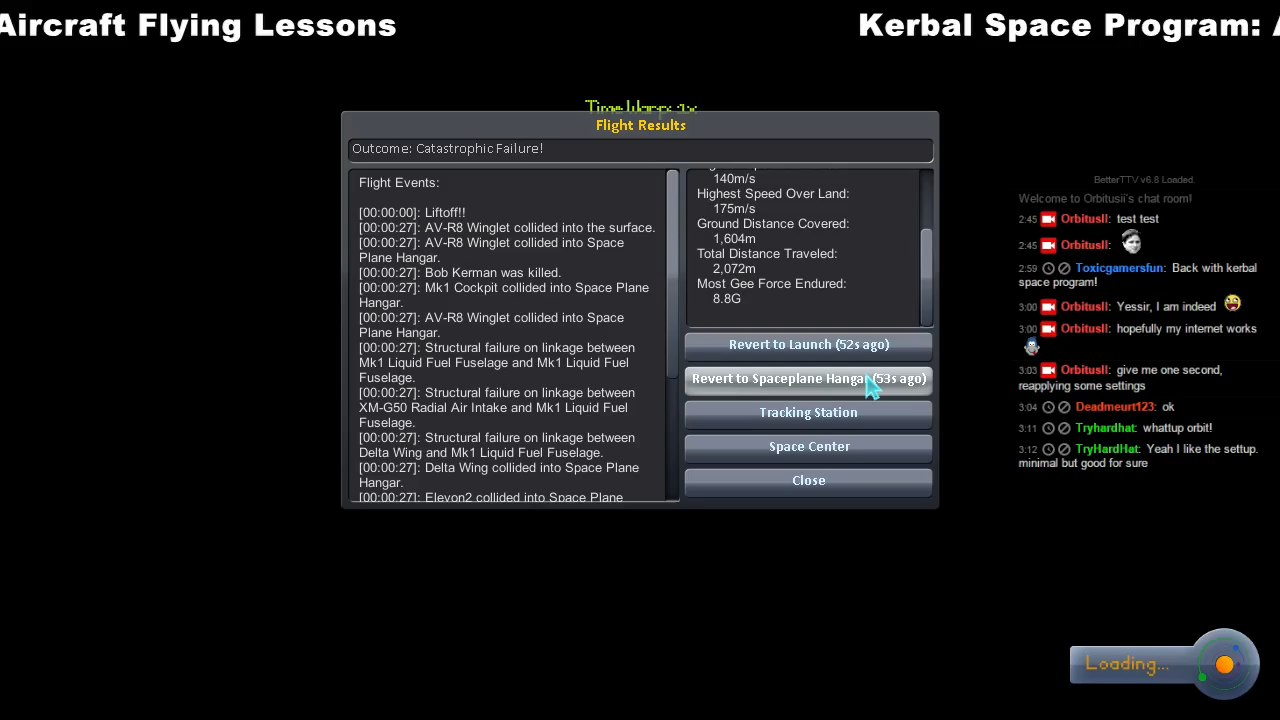 Aircraft Flying Lessons
Kerbal Space Program:
Time Warp: 1x
Flight Results
Outcome: Catastrophic Failure!
Flight Events:
[00:00:00]: Liftoff!!
[00:00:27]: AV-R8 Winglet collided into the surface.
[00:00:27]: AV-R8 Winglet collided into Space
Plane Hangar.
[00:00:27]: Bob Kerman was killed.
[00:00:27]: Mk1 Cockpit collided into Space Plane
Hangar.
[00:00:27]: AV-R8 Winglet collided into Space
Plane Hangar.
[00:00:27]: Structural failure on linkage between
Mk1 Liquid Fuel Fuselage and Mk1 Liquid Fuel
Fuselage.
[00:00:27]: Structural failure on linkage between
XM-G50 Radial Air Intake and Mk1 Liquid Fuel
Fuselage.
[00:00:27]: Structural failure on linkage between
Delta Wing and Mk1 Liquid Fuel Fuselage.
[00:00:27]: Delta Wing collided into Space Plane
Hangar.
[00:00:27]: Elevon2 collided into Space Plane
140m/s
Highest Speed Over Land:
175m/s
Ground Distance Covered:
1,604m
Total Distance Traveled:
2,072m
Most Gee Force Endured:
8.8G
Revert to Launch (52s ago)
Revert to Spaceplane Hangar (53s ago)
Tracking Station
Space Center
Close
BetterTTV v6.8 Loaded.
Welcome to Orbitusii's chat room!
2:45 OrbitusII: test test
2:45 OrbitusII:
2:59 Toxicgamersfun: Back with kerbal
space program!
3:00 OrbitusII: Yessir, I am indeed
3:00 OrbitusII: hopefully my internet works
3:03 OrbitusII: give me one second,
reapplying some settings
3:04 Deadmeurt123: ok
3:11 Tryhardhat: whattup orbit!
3:12 TryHardHat: Yeah I like the settup.
minimal but good for sure
Loading...